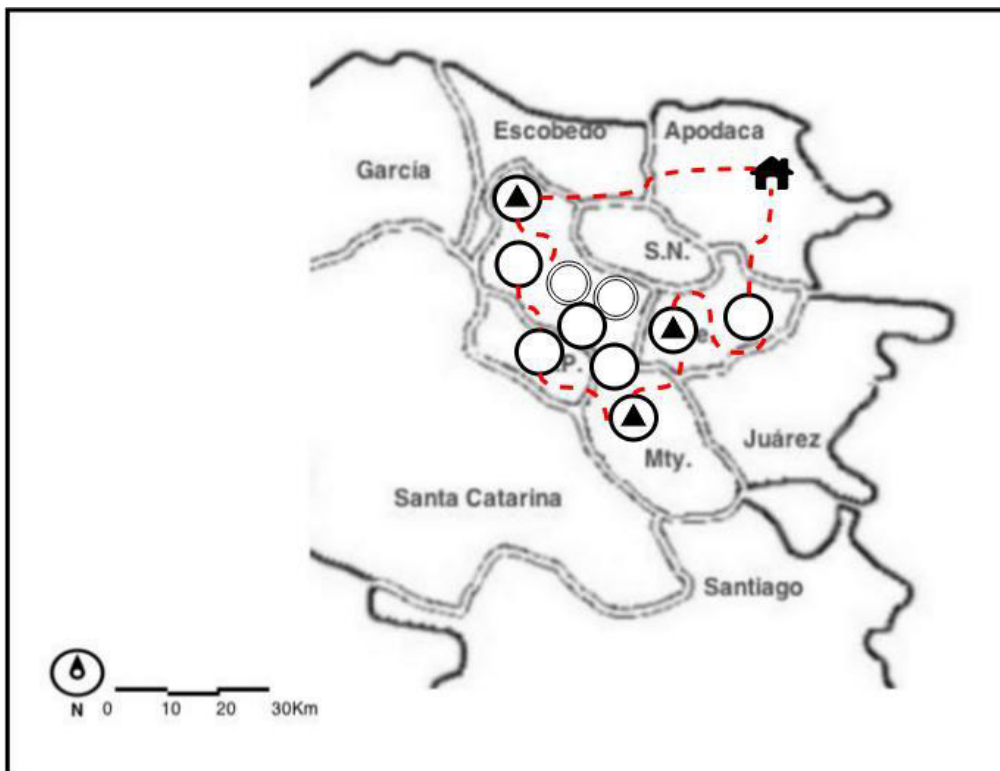 Escobedo
Apodaca
García
S.N.
.P.
Juárez
Mty.
Santa Catarina
Santiago
N 0 10 20 30Km